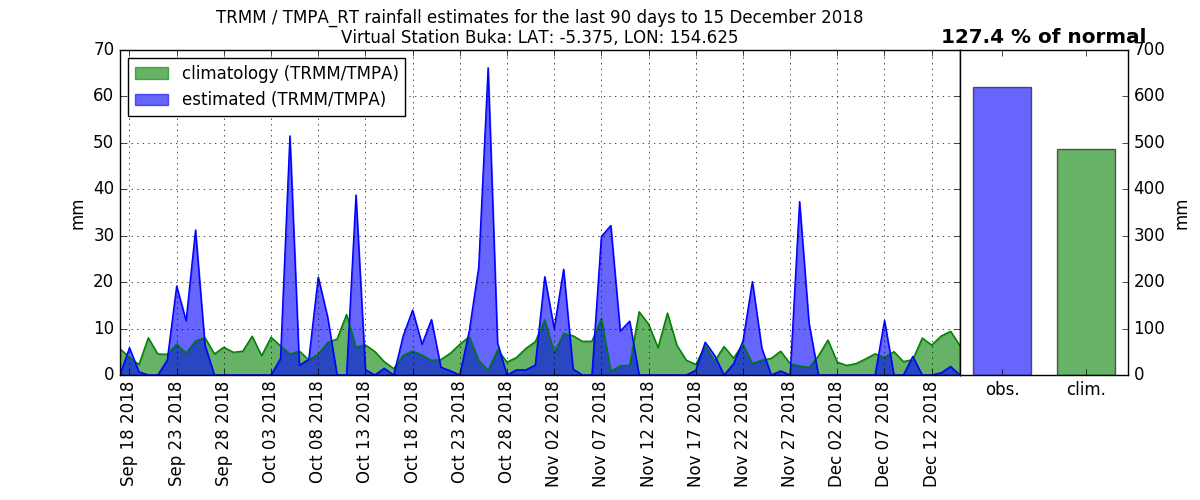 TRMM / TMPA_RT rainfall estimates for the last 90 days to 15 December 2018
Virtual Station Buka: LAT: -5.375, LON: 154.625
127.4 % of normal
climatology (TRMM/TMPA)
estimated (TRMM/TMPA)
mm
70
60
50
40
30
20
10
0
Sep 18 2018
Sep 23 2018
Sep 28 2018
Oct 03 2018
Oct 08 2018
Oct 13 2018
Oct 18 2018
Oct 23 2018
Oct 28 2018
Nov 02 2018
Nov 07 2018
Nov 12 2018
Nov 17 2018
Nov 22 2018
Nov 27 2018
Dec 02 2018
Dec 07 2018
Dec 12 2018
obs.
clim.
700
600
500
400
300
200
100
0
mm